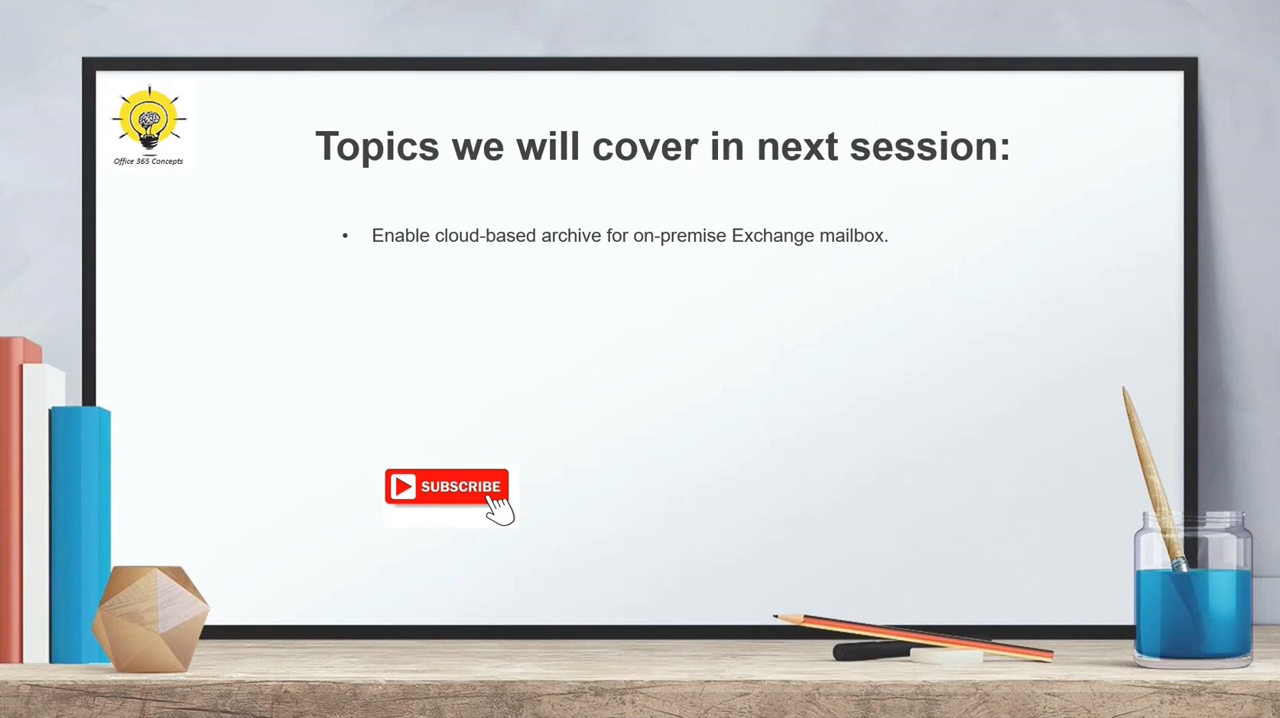 Office 365 Concepts
Topics we will cover in next session:
• Enable cloud-based archive for on-premise Exchange mailbox.
SUBSCRIBE